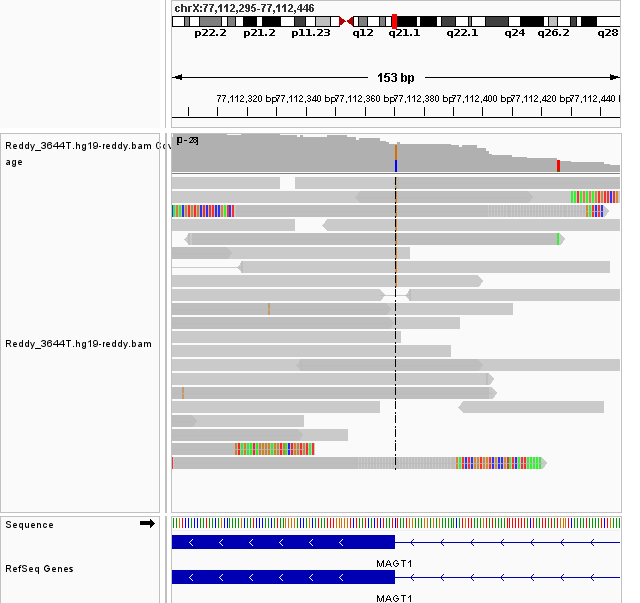 chrX:77,112,295-77,112,446
p22.2 p21.2 p11.23 q12 q21.1 q22.1 q24 q26.2 q28
153 bp
77,112,320 bp 77,112,340 bp 77,112,360 bp 77,112,380 bp 77,112,400 bp 77,112,420 bp 77,112,440 l
Reddy_3644T.hg19-reddy.bam Cov
age
[0-28]
Reddy_3644T.hg19-reddy.bam
Sequence
MAGT1
RefSeq Genes
MAGT1